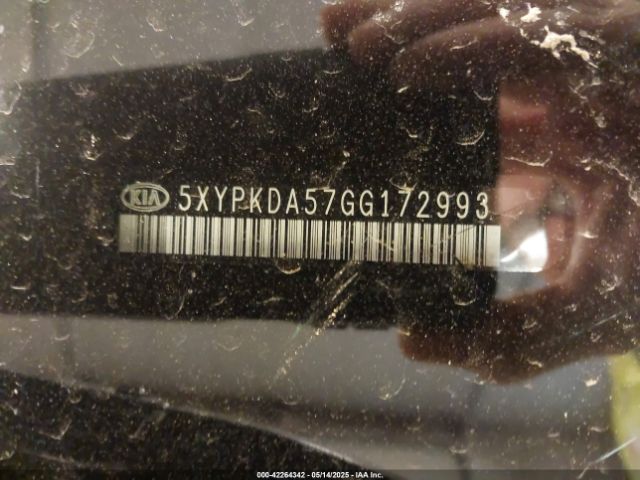 KIA 5XYPKDA57GG172993
000-42264342 | 05/14/2025 - IAA Inc.